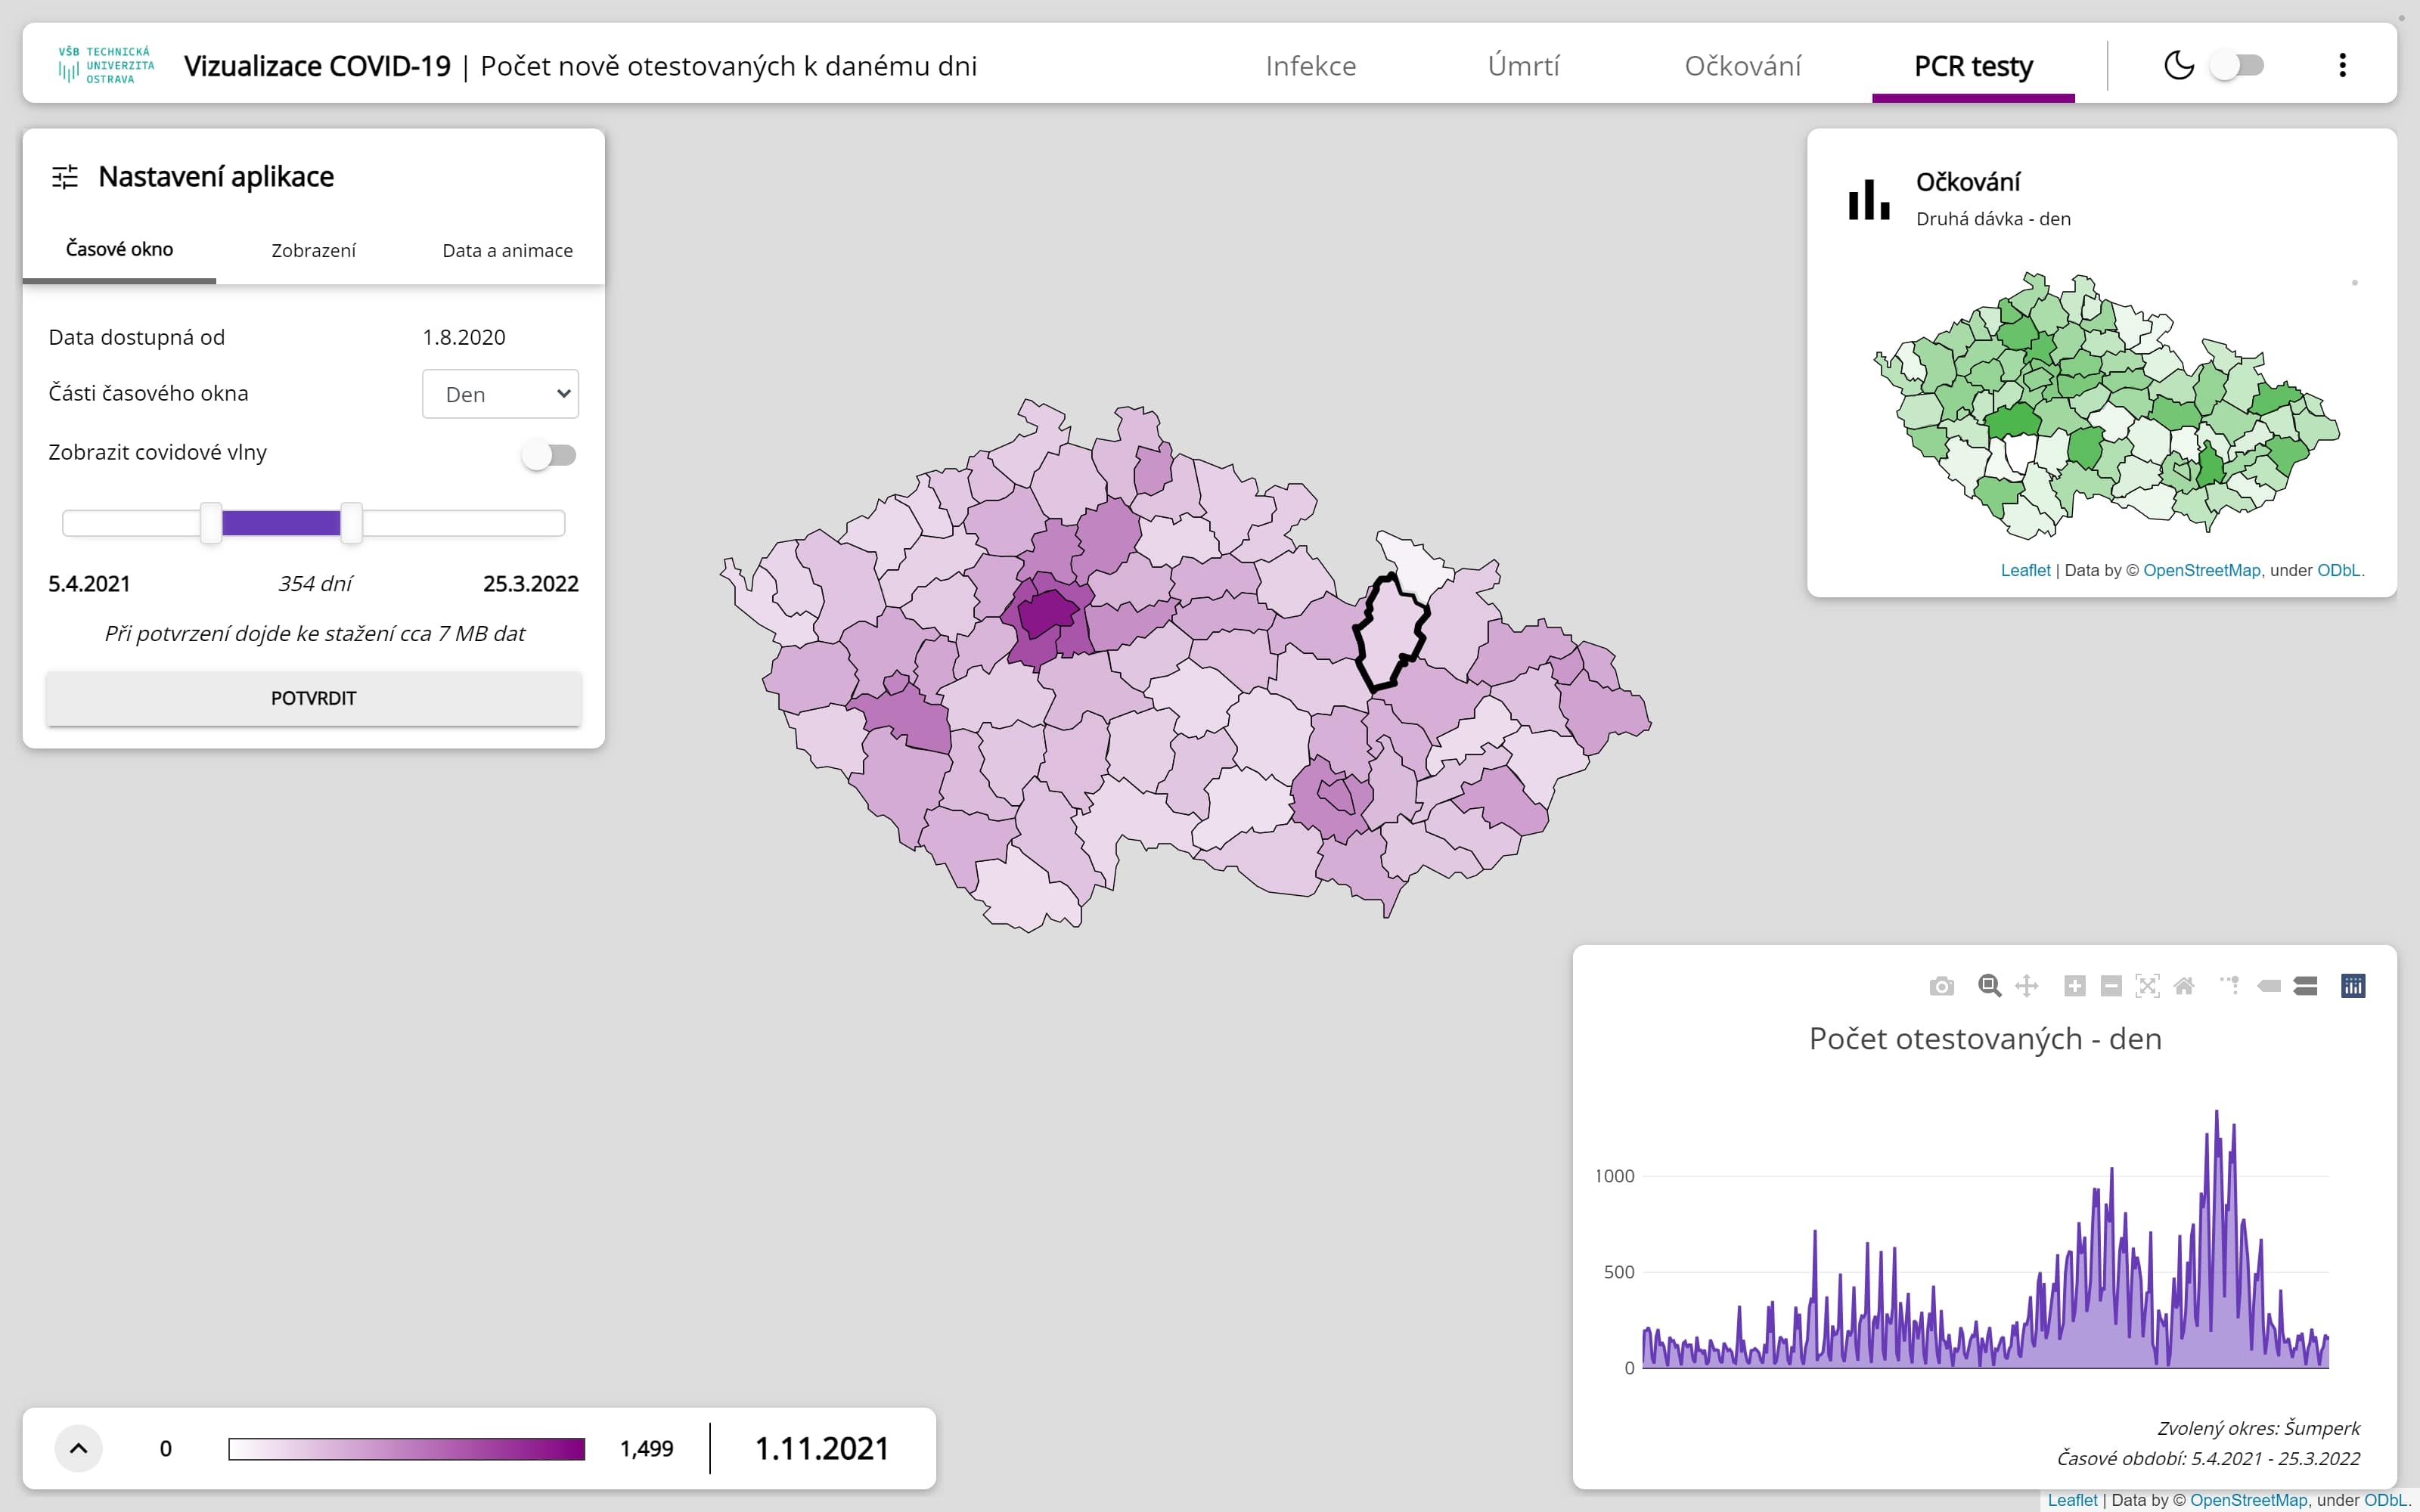 VŠB TECHNICKÁ
UNIVERZITA
OSTRAVA
Vizualizace COVID-19 | Počet nově otestovaných k danému dni
Infekce
Úmrtí
Očkování
PCR testy
Nastavení aplikace
Časové okno
Zobrazení
Data a animace
Data dostupná od
1.8.2020
Části časového okna
Den
Zobrazit covidové vlny
5.4.2021
354 dní
25.3.2022
Při potvrzení dojde ke stažení cca 7 MB dat
POTVRDIT
Očkování
Druhá dávka - den
Leaflet | Data by © OpenStreetMap, under ODbL.
Počet otestovaných - den
1000
500
0
Zvolený okres: Šumperk
Časové období: 5.4.2021 - 25.3.2022
0
1,499
1.11.2021
Leaflet | Data by © OpenStreetMap, under ODbL.